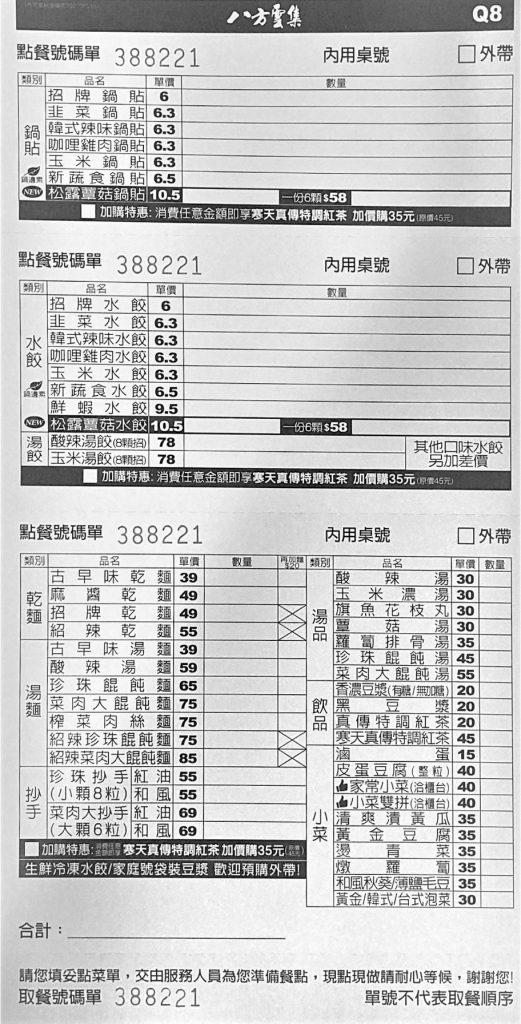 八方雲集
Q8
點餐號碼單 388221 內用桌號 □外帶
類別 品名 單價 數量
鍋貼
招牌鍋貼 6
韭菜鍋貼 6.3
韓式辣味鍋貼 6.3
咖哩雞肉鍋貼 6.3
玉米鍋貼 6.3
鍋邊素 新蔬食鍋貼 6.5
NEW 松露蕈菇鍋貼 10.5 一份6顆$58
加購特惠: 消費任意金額即享寒天真傳特調紅茶 加價購35元(原價45元)
點餐號碼單 388221 內用桌號 □外帶
類別 品名 單價 數量
水餃
招牌水餃 6
韭菜水餃 6.3
韓式辣味水餃 6.3
咖哩雞肉水餃 6.3
玉米水餃 6.3
鍋邊素 新蔬食水餃 6.5
鮮蝦水餃 9.5
NEW 松露蕈菇水餃 10.5 一份6顆$58
湯餃
酸辣湯餃(8顆招) 78
玉米湯餃(8顆招) 78
其他口味水餃
另加差價
加購特惠: 消費任意金額即享寒天真傳特調紅茶 加價購35元(原價45元)
點餐號碼單 388221 內用桌號 □外帶
類別 品名 單價 數量 再加麵$20
乾麵
古早味乾麵 39
麻醬乾麵 49
招牌乾麵 49
紹辣乾麵 55
湯麵
古早味湯麵 39
酸辣湯麵 59
珍珠餛飩麵 65
菜肉大餛飩麵 75
榨菜肉絲麵 75
紹辣珍珠餛飩麵 75
紹辣菜肉大餛飩麵 85
抄手
珍珠抄手紅油 55
(小顆8粒)和風 55
菜肉大抄手紅油 69
(大顆6粒)和風 69
加購特惠: 消費任意金額即享 寒天真傳特調紅茶 加價購35元(原價45元)
生鮮冷凍水餃/家庭號袋裝豆漿 歡迎預購外帶!
類別 品名 單價 數量
湯品
酸辣湯 30
玉米濃湯 30
旗魚花枝丸 30
蕈菇湯 30
蘿蔔排骨湯 35
珍珠餛飩湯 45
菜肉大餛飩湯 55
飲品
香濃豆漿(有糖/無加糖) 20
黑豆漿 20
真傳特調紅茶 20
寒天真傳特調紅茶 45
小菜
滷蛋 15
皮蛋豆腐(整粒) 40
家常小菜(洽櫃台) 40
小菜雙拼(洽櫃台) 40
清爽漬黃瓜 35
黃金豆腐 35
燙青菜 35
燉蘿蔔 35
和風秋葵/薄鹽毛豆 35
黃金/韓式/台式泡菜 30
合計：
請您填妥點菜單，交由服務人員為您準備餐點，現點現做請耐心等候，謝謝您!
取餐號碼單 388221 單號不代表取餐順序